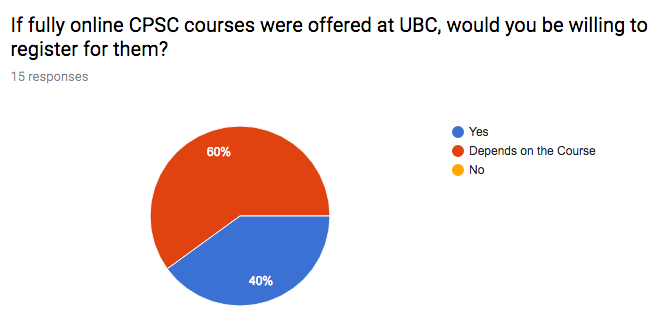 If fully online CPSC courses were offered at UBC, would you be willing to
register for them?
15 responses
Yes
Depends on the Course
No
60%
40%